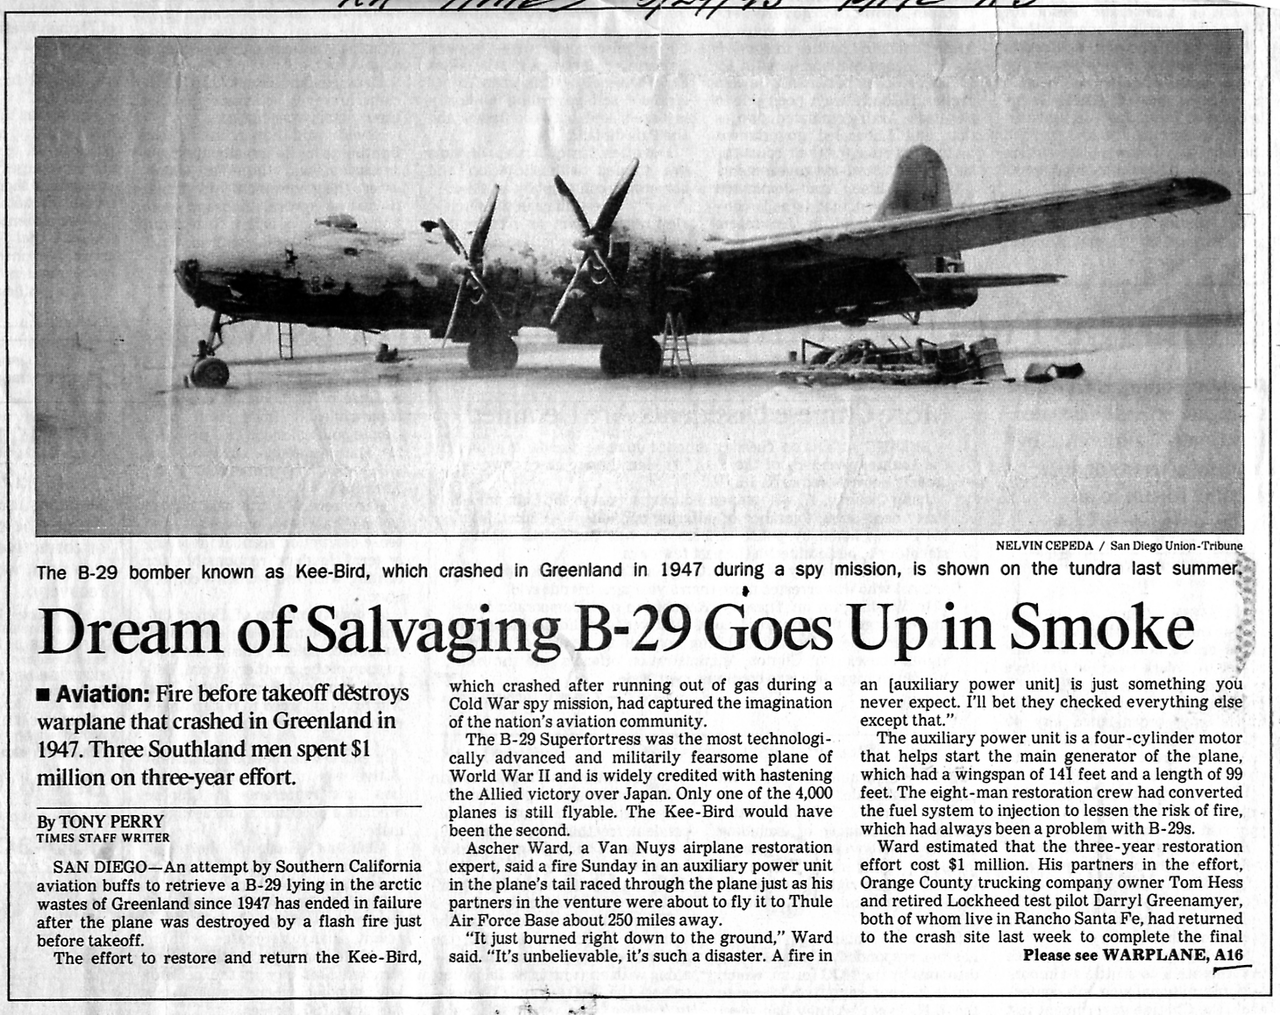 NELVIN CEPEDA / San Diego Union-Tribune
The B-29 bomber known as Kee-Bird, which crashed in Greenland in 1947 during a spy mission, is shown on the tundra last summer.
Dream of Salvaging B-29 Goes Up in Smoke
■ Aviation: Fire before takeoff destroys
warplane that crashed in Greenland in
1947. Three Southland men spent $1
million on three-year effort.
By TONY PERRY
TIMES STAFF WRITER
SAN DIEGO—An attempt by Southern California
aviation buffs to retrieve a B-29 lying in the arctic
wastes of Greenland since 1947 has ended in failure
after the plane was destroyed by a flash fire just
before takeoff.
The effort to restore and return the Kee-Bird,
which crashed after running out of gas during a
Cold War spy mission, had captured the imagination
of the nation's aviation community.
The B-29 Superfortress was the most technologi-
cally advanced and militarily fearsome plane of
World War II and is widely credited with hastening
the Allied victory over Japan. Only one of the 4,000
planes is still flyable. The Kee-Bird would have
been the second.
Ascher Ward, a Van Nuys airplane restoration
expert, said a fire Sunday in an auxiliary power unit
in the plane's tail raced through the plane just as his
partners in the venture were about to fly it to Thule
Air Force Base about 250 miles away.
"It just burned right down to the ground," Ward
said. "It's unbelievable, it's such a disaster. A fire in
an [auxiliary power unit] is just something you
never expect. I'll bet they checked everything else
except that."
The auxiliary power unit is a four-cylinder motor
that helps start the main generator of the plane,
which had a wingspan of 141 feet and a length of 99
feet. The eight-man restoration crew had converted
the fuel system to injection to lessen the risk of fire,
which had always been a problem with B-29s.
Ward estimated that the three-year restoration
effort cost $1 million. His partners in the effort,
Orange County trucking company owner Tom Hess
and retired Lockheed test pilot Darryl Greenamyer,
both of whom live in Rancho Santa Fe, had returned
to the crash site last week to complete the final
Please see WARPLANE, A16